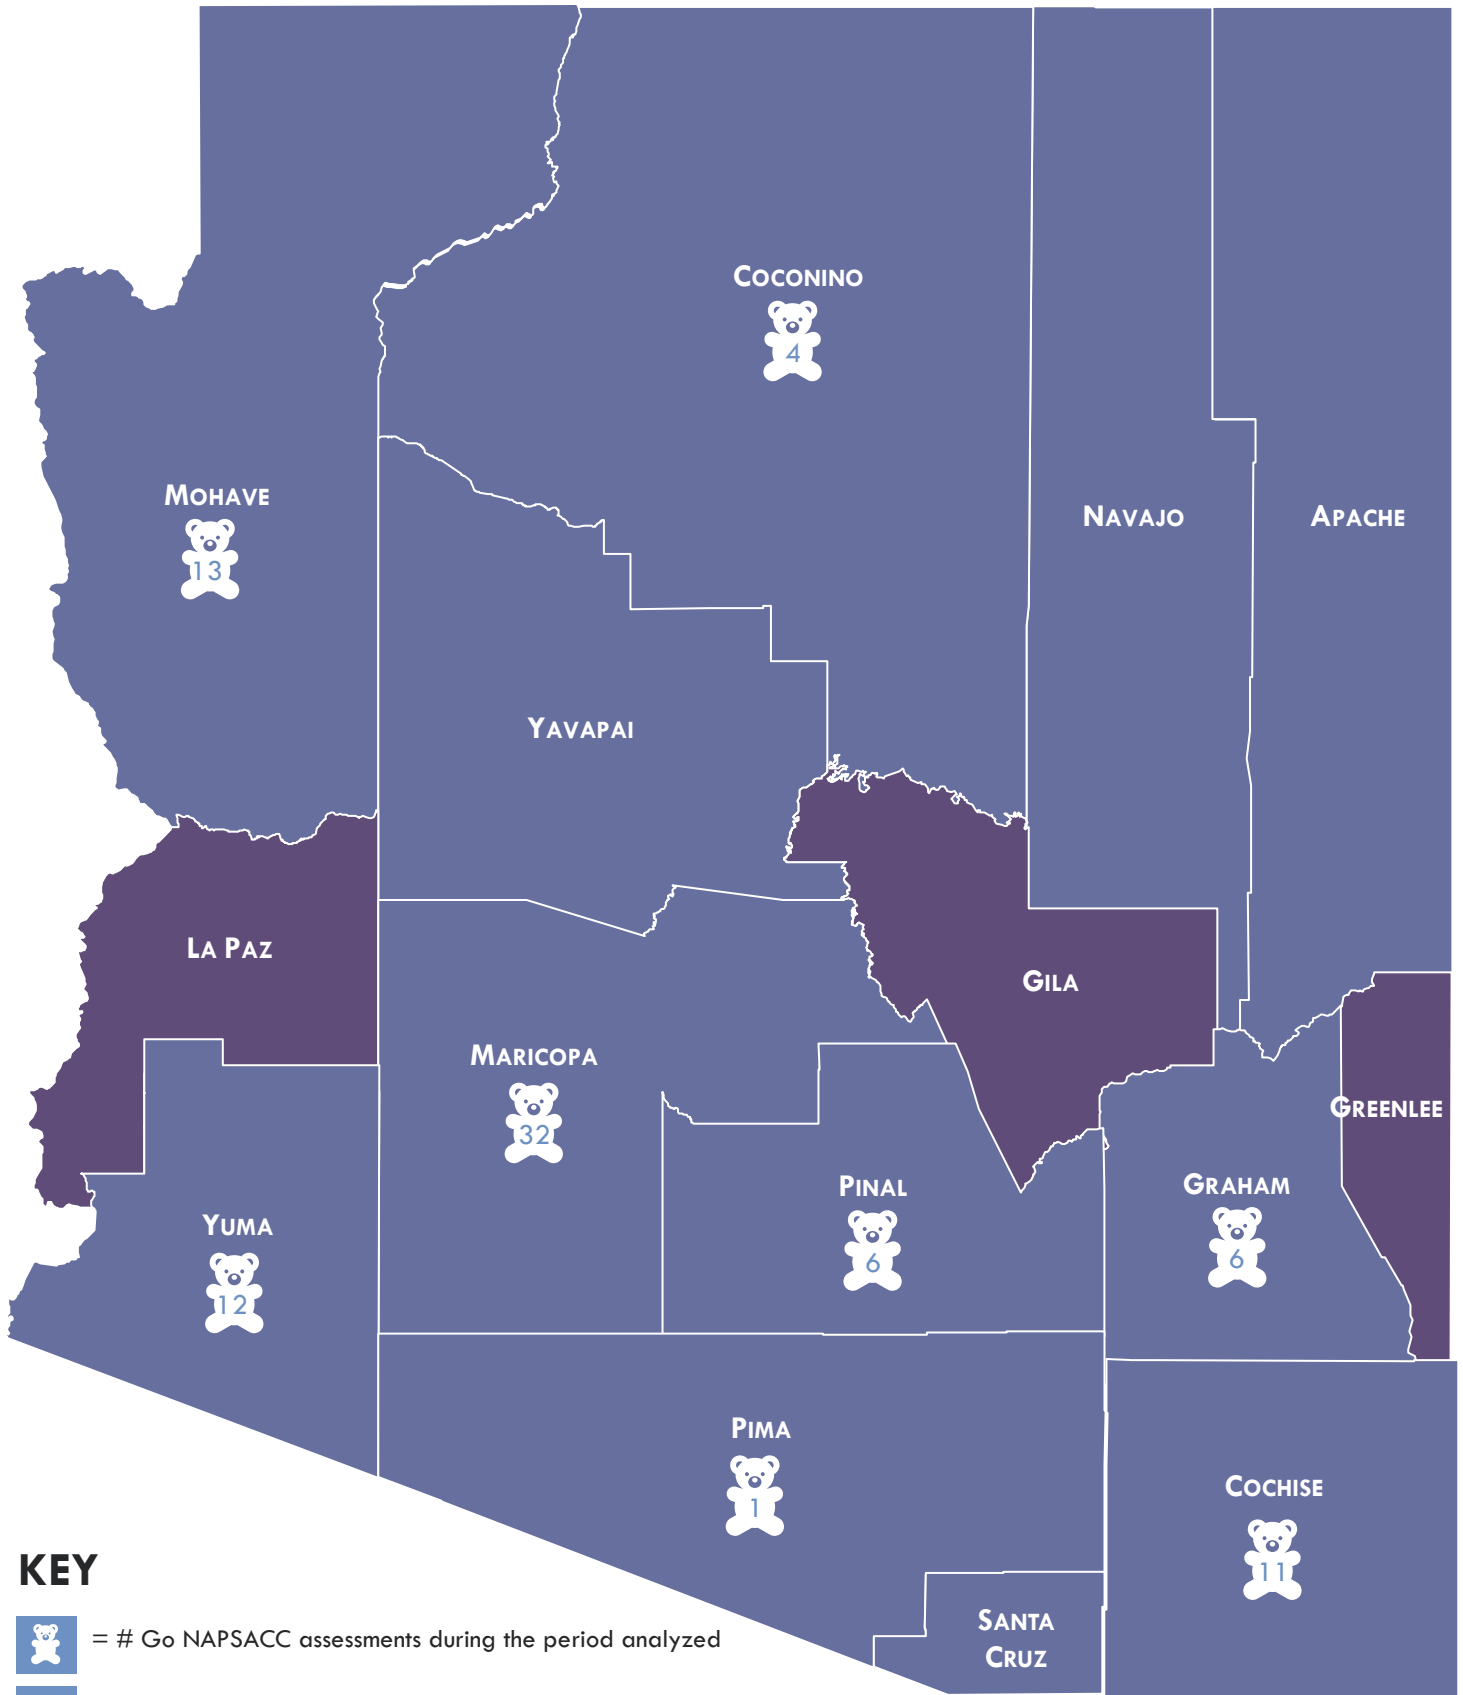 COCONINO
4
MOHAVE
13
NAVAJO
APACHE
YAVAPAI
LA PAZ
GILA
MARICOPA
32
GREENLEE
PINAL
6
GRAHAM
6
YUMA
12
PIMA
1
COCHISE
11
SANTA
CRUZ
KEY
= # Go NAPSACC assessments during the period analyzed